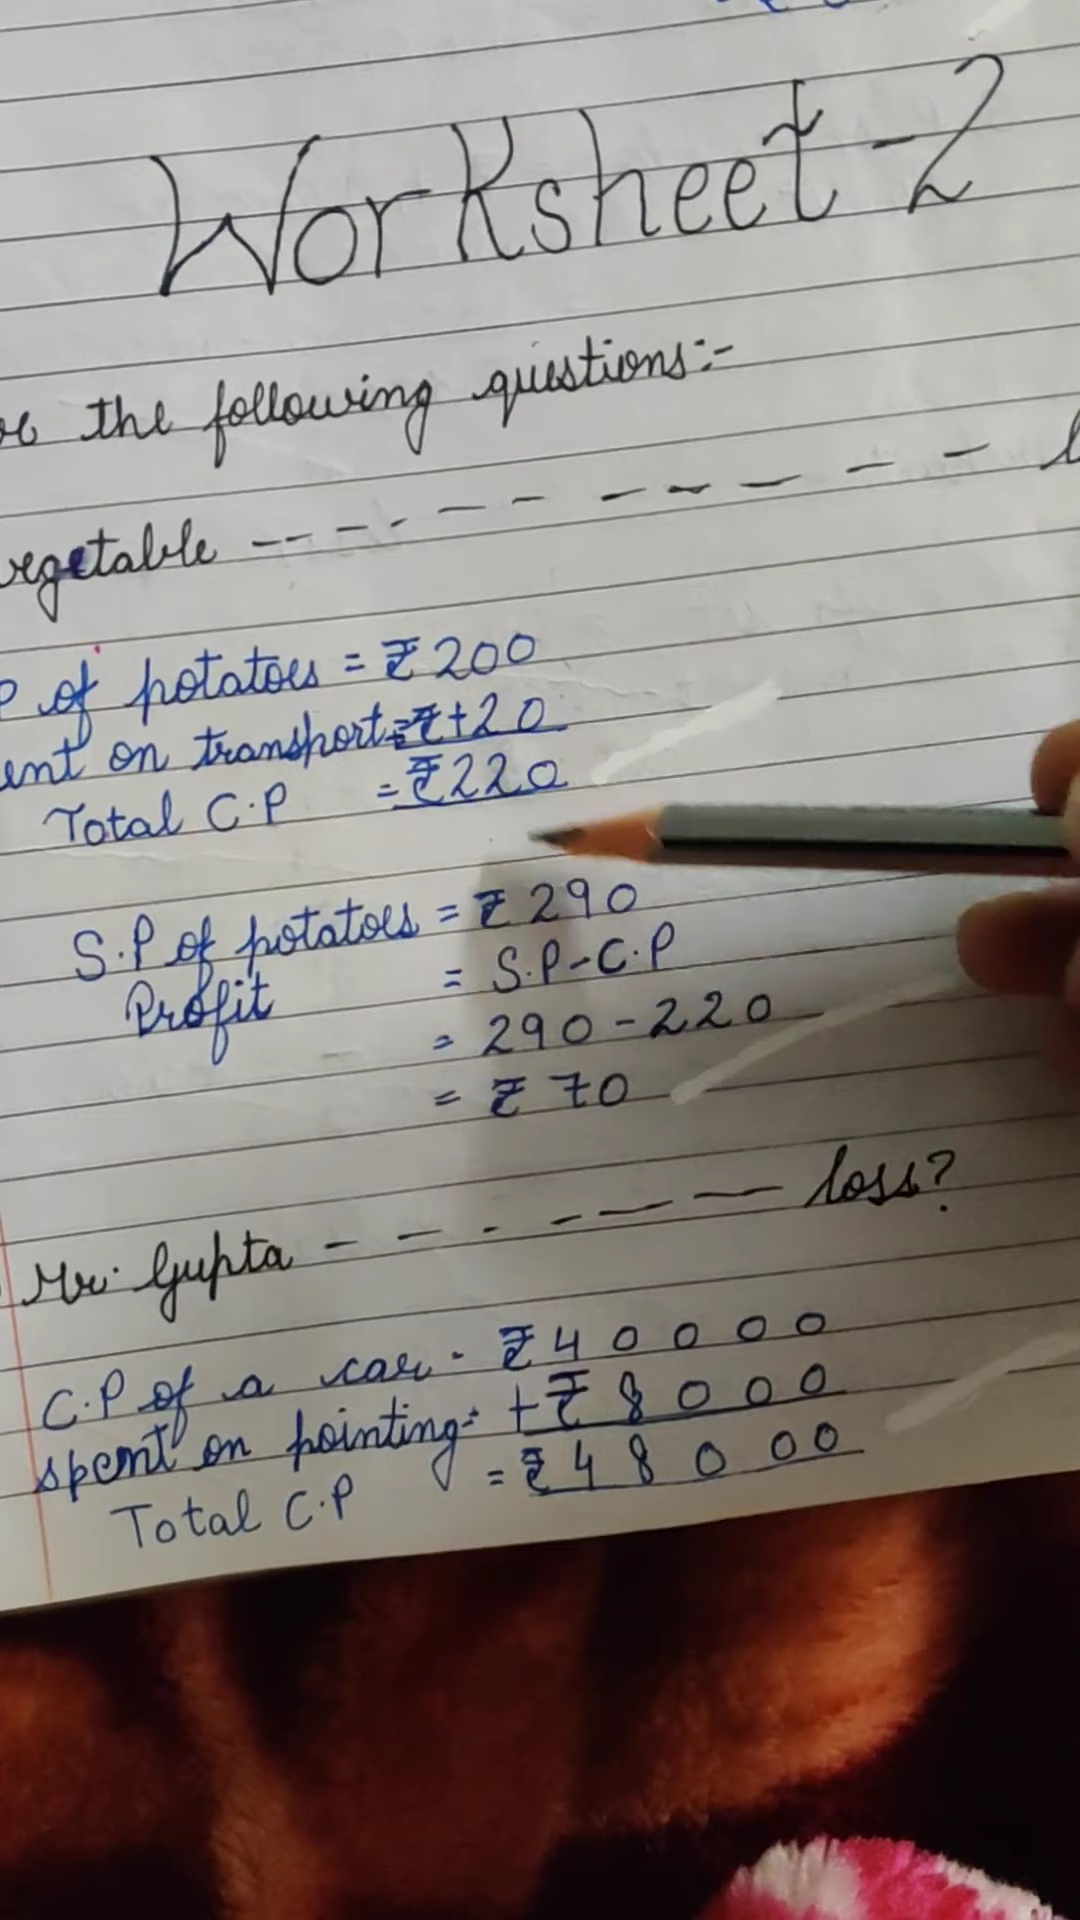 Worksheet-2
the following questions:-
vegetable -- - - - - - - - - -
P of potatoes = ₹200
ent on transport = ₹+20
Total C.P = ₹220
S.P of potatoes = ₹290
Profit = S.P-C.P
= 290-220
= ₹70
Mr. Gupta - - - - - - loss?
C.P of a car - ₹40000
spent on pointing = +₹8000
Total C.P = ₹48000